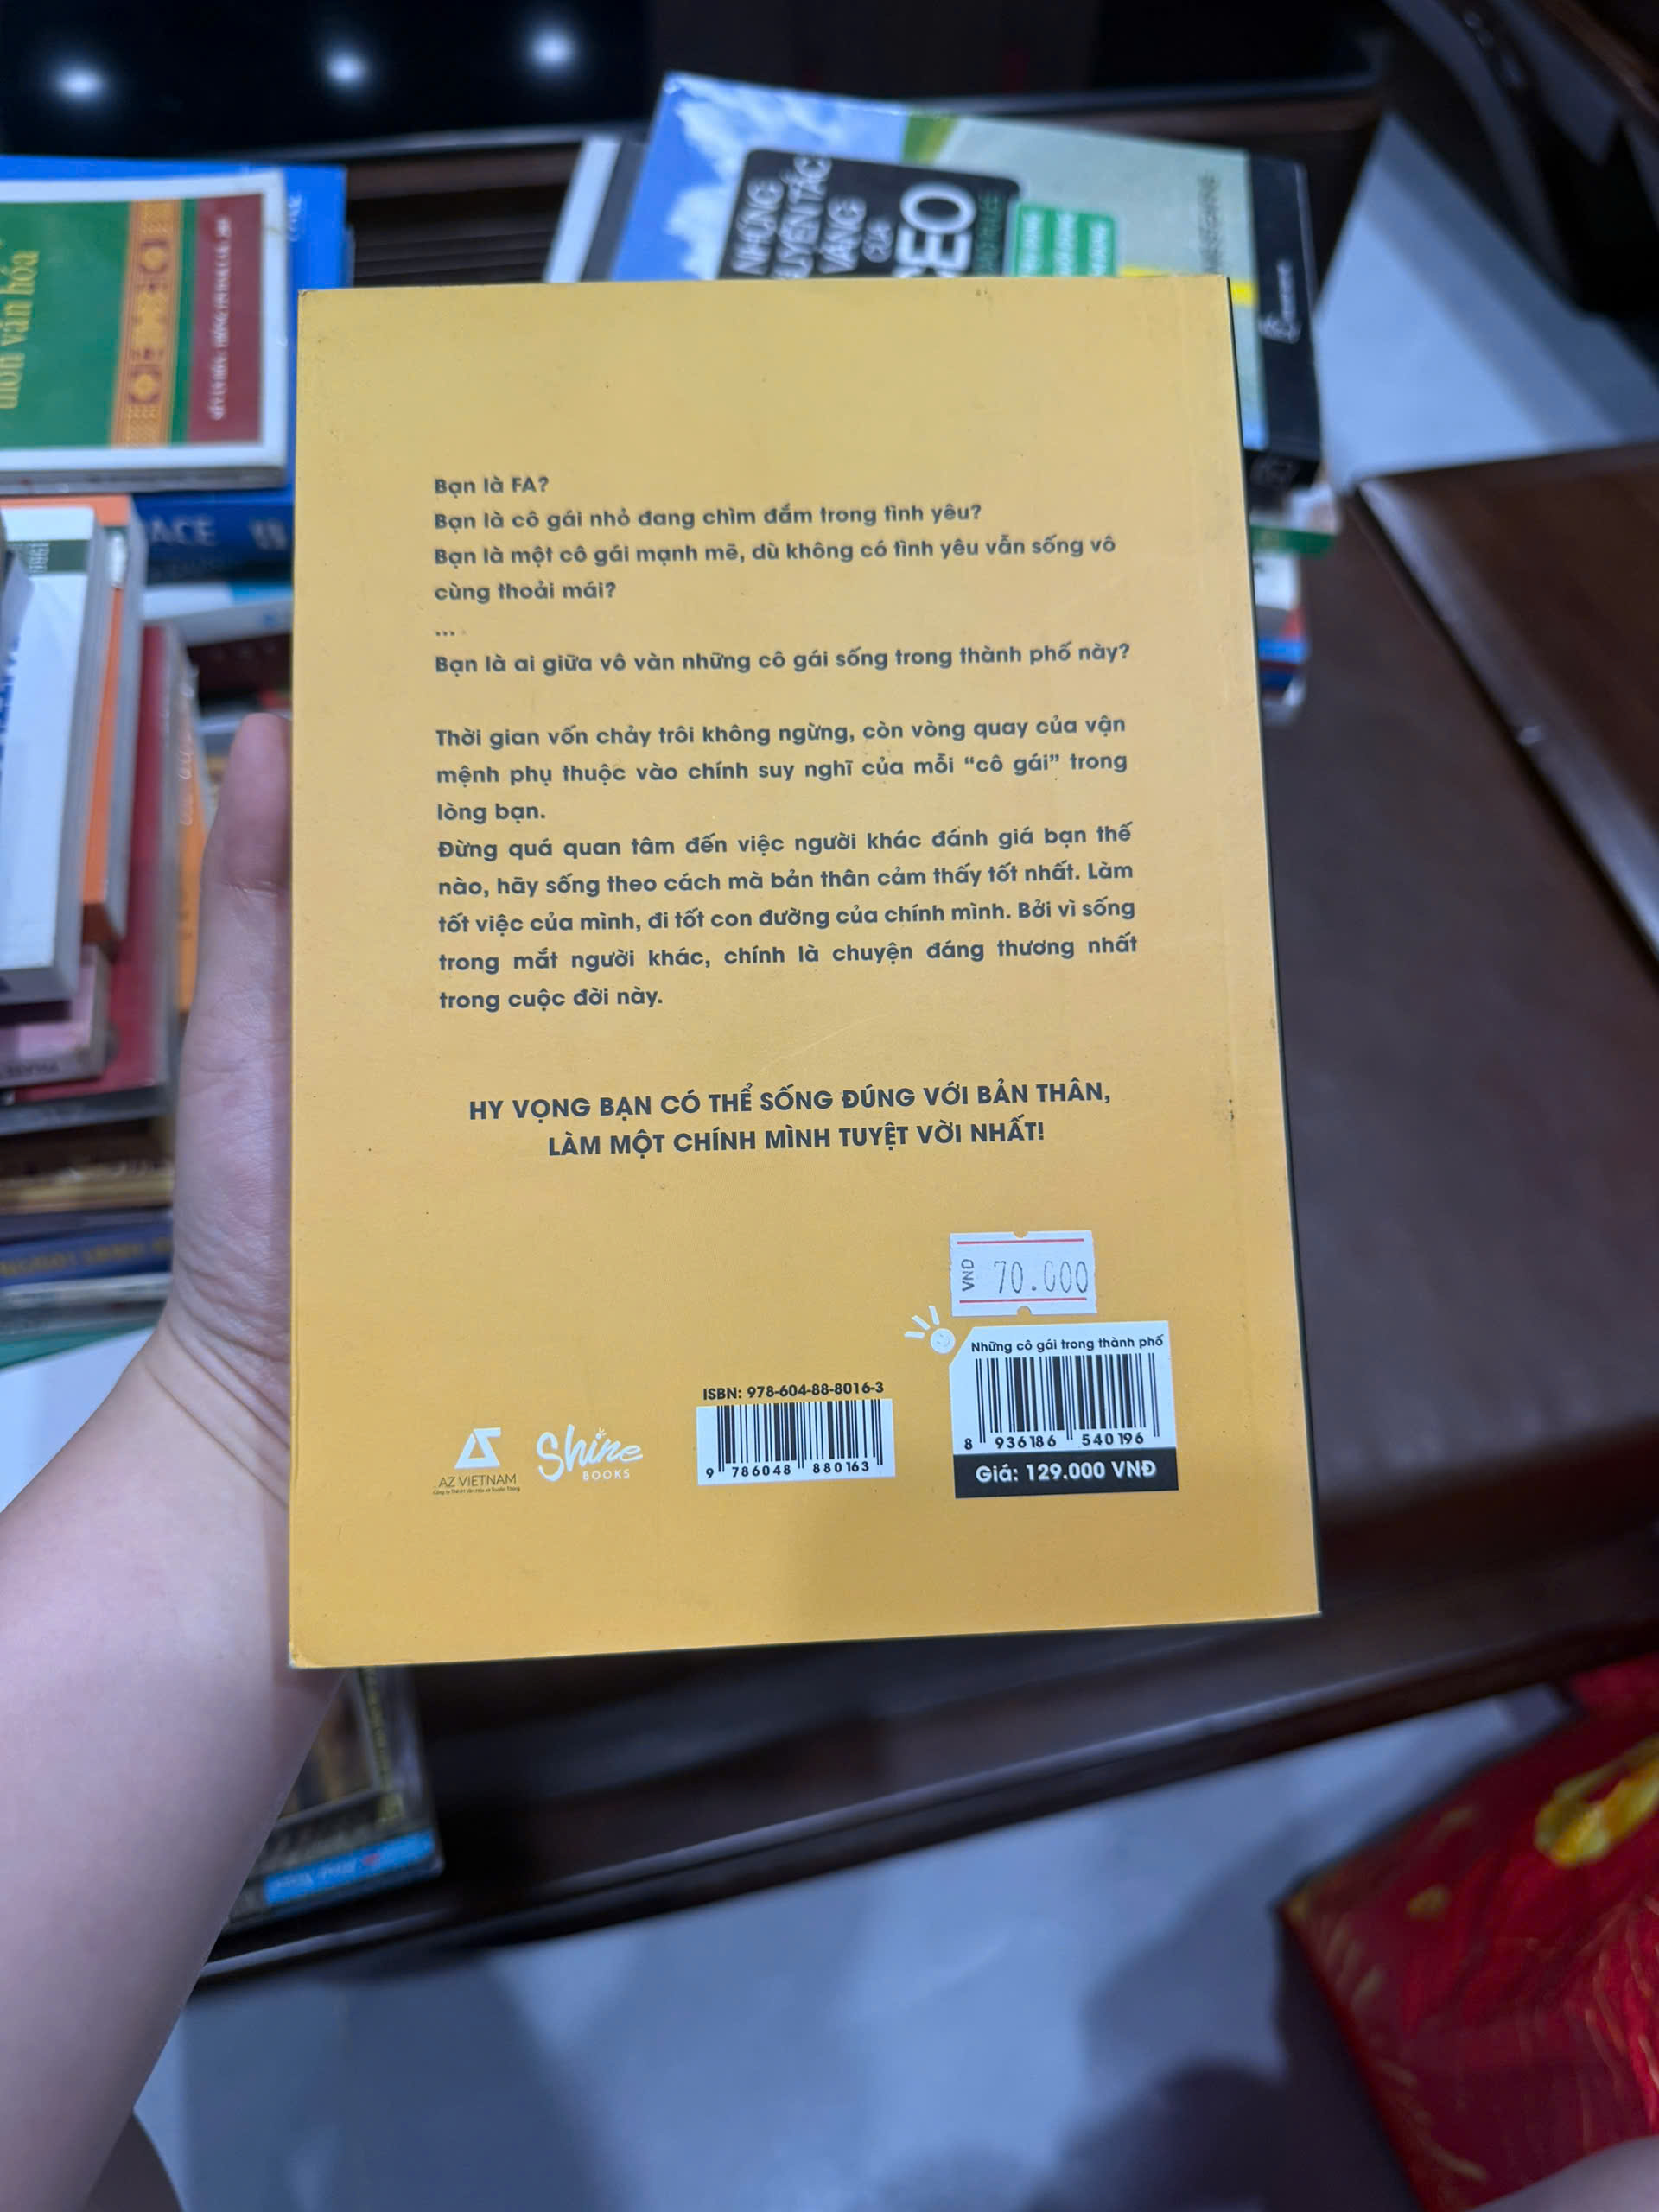 NHỮNG
VÀNG
CỦA
môn văn hóa
Bạn là FA?
Bạn là cô gái nhỏ đang chìm đắm trong tình yêu?
Bạn là một cô gái mạnh mẽ, dù không có tình yêu vẫn sống vô
cùng thoải mái?
...
Bạn là ai giữa vô vàn những cô gái sống trong thành phố này?
Thời gian vốn chảy trôi không ngừng, còn vòng quay của vận
mệnh phụ thuộc vào chính suy nghĩ của mỗi “cô gái” trong
lòng bạn.
Đừng quá quan tâm đến việc người khác đánh giá bạn thế
nào, hãy sống theo cách mà bản thân cảm thấy tốt nhất. Làm
tốt việc của mình, đi tốt con đường của chính mình. Bởi vì sống
trong mắt người khác, chính là chuyện đáng thương nhất
trong cuộc đời này.
HY VỌNG BẠN CÓ THỂ SỐNG ĐÚNG VỚI BẢN THÂN,
LÀM MỘT CHÍNH MÌNH TUYỆT VỜI NHẤT!
VND 70.000
Những cô gái trong thành phố
8 936186 540196
Giá: 129.000 VNĐ
ISBN: 978-604-88-8016-3
9 786048 880163
AZ VIETNAM
Shine
BOOKS